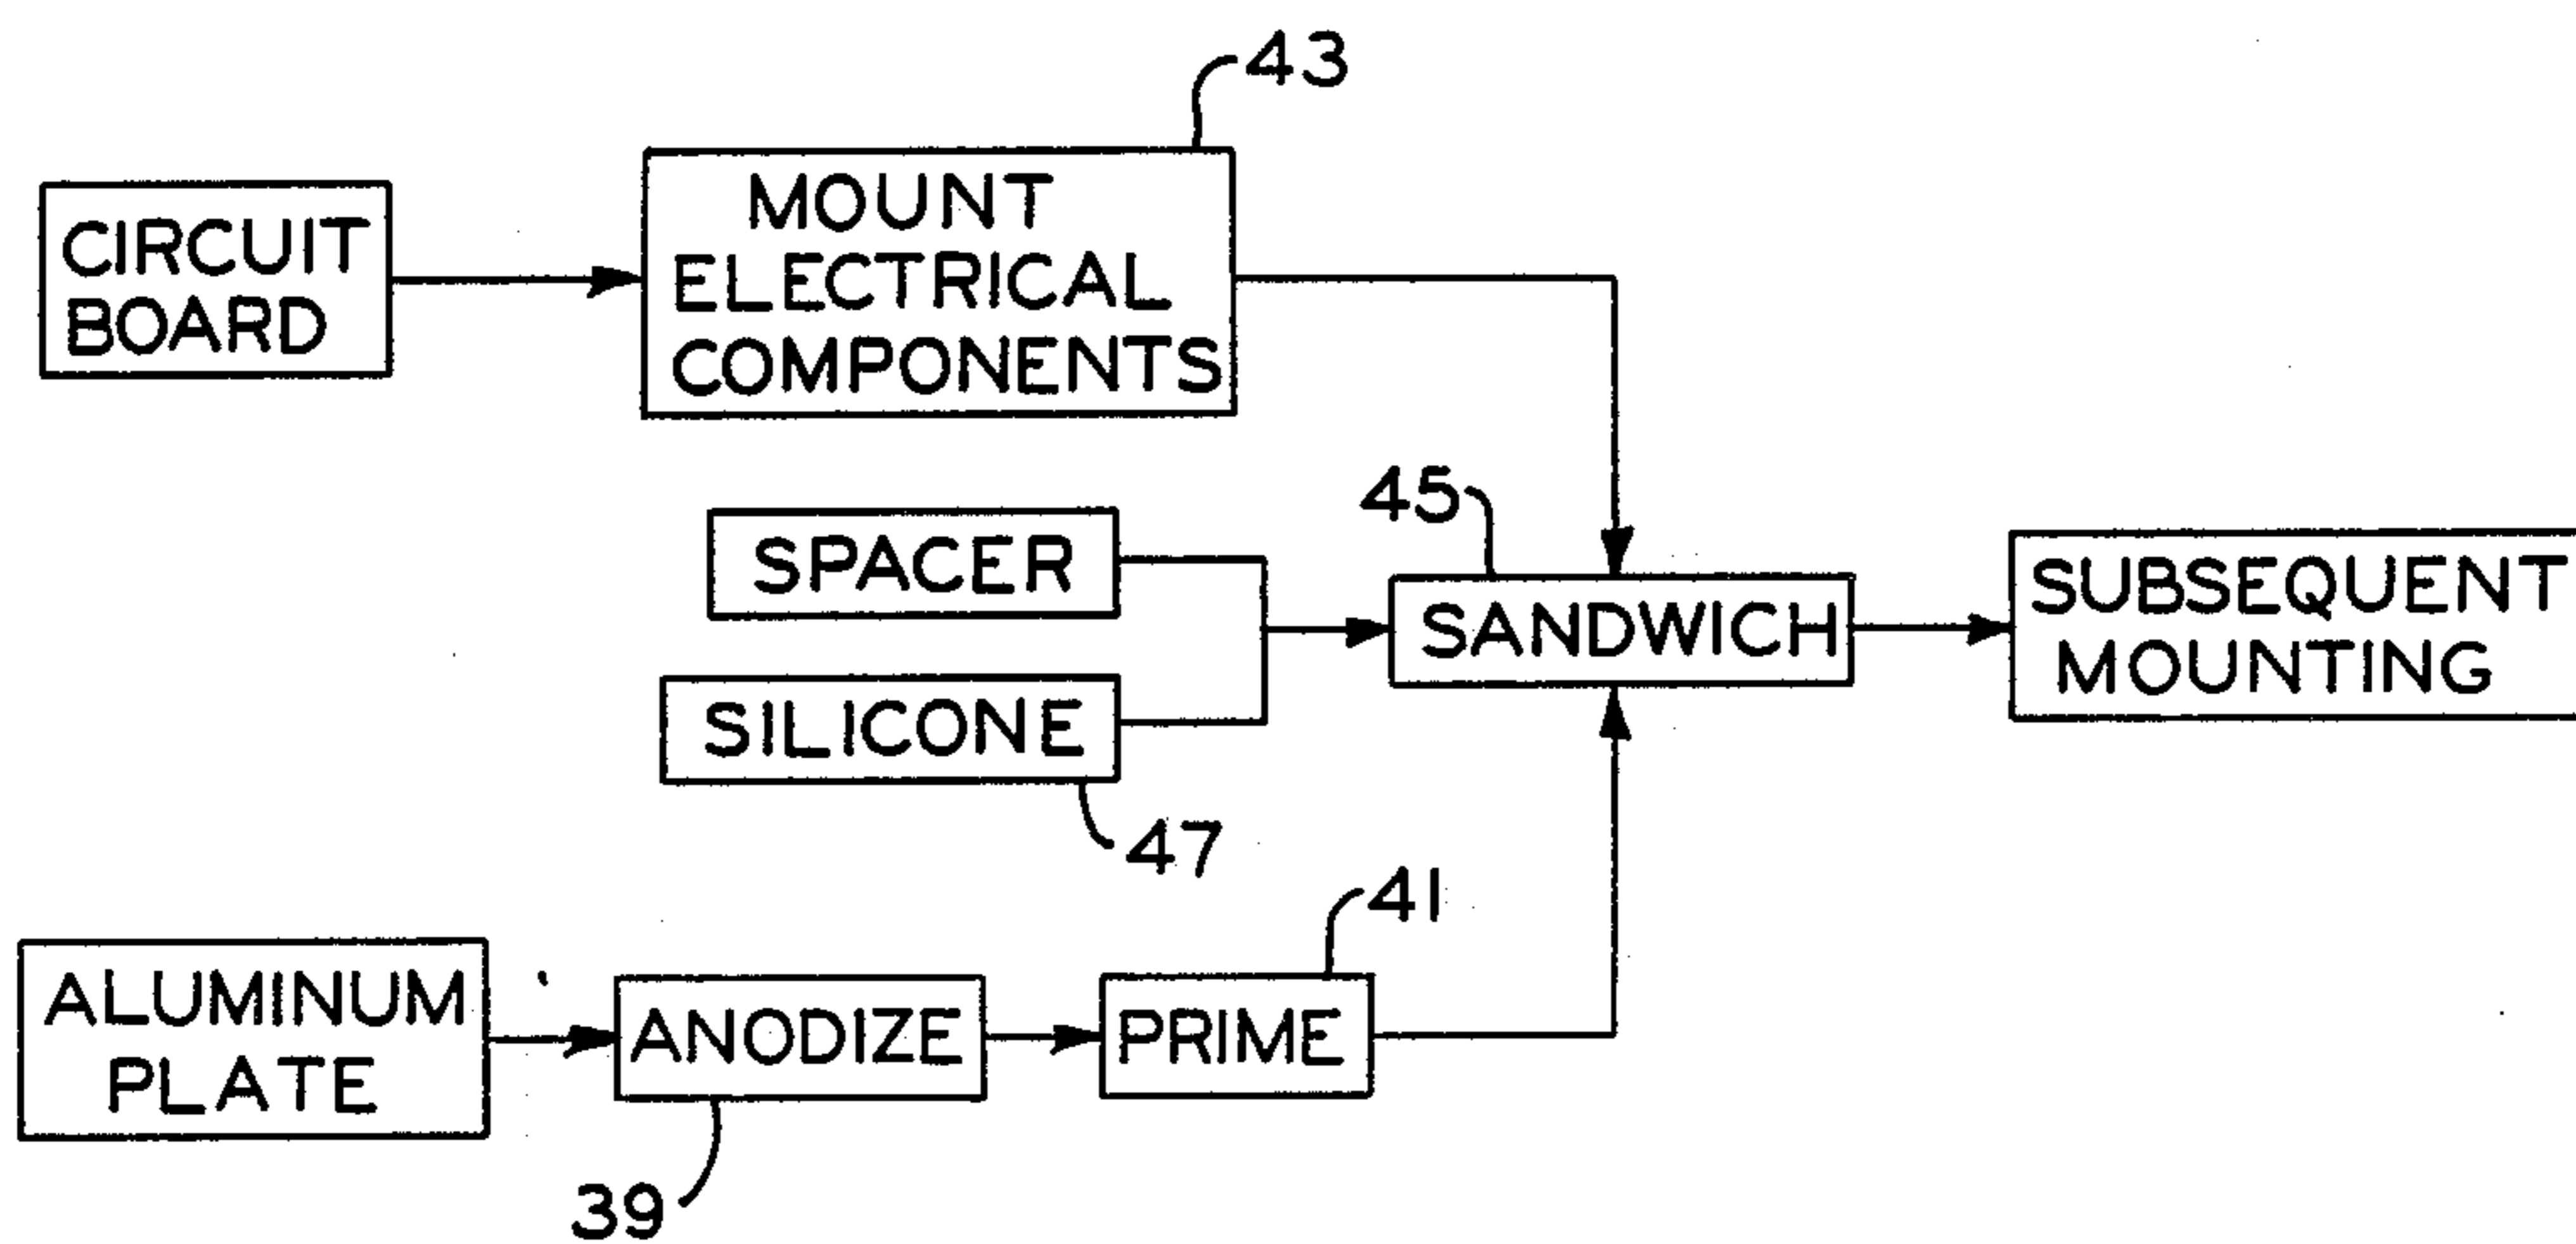 43
CIRCUIT
BOARD
MOUNT
ELECTRICAL
COMPONENTS
45
SPACER
SILICONE
47
SANDWICH
SUBSEQUENT
MOUNTING
41
ALUMINUM
PLATE
ANODIZE
PRIME
39